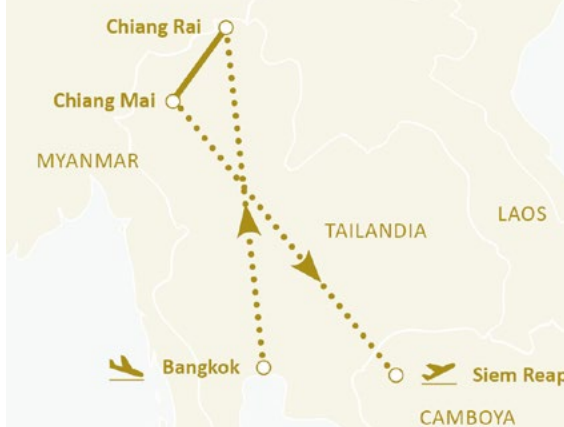 Chiang Rai
Chiang Mai
MYANMAR
LAOS
TAILANDIA
Bangkok
Siem Reap
CAMBOYA